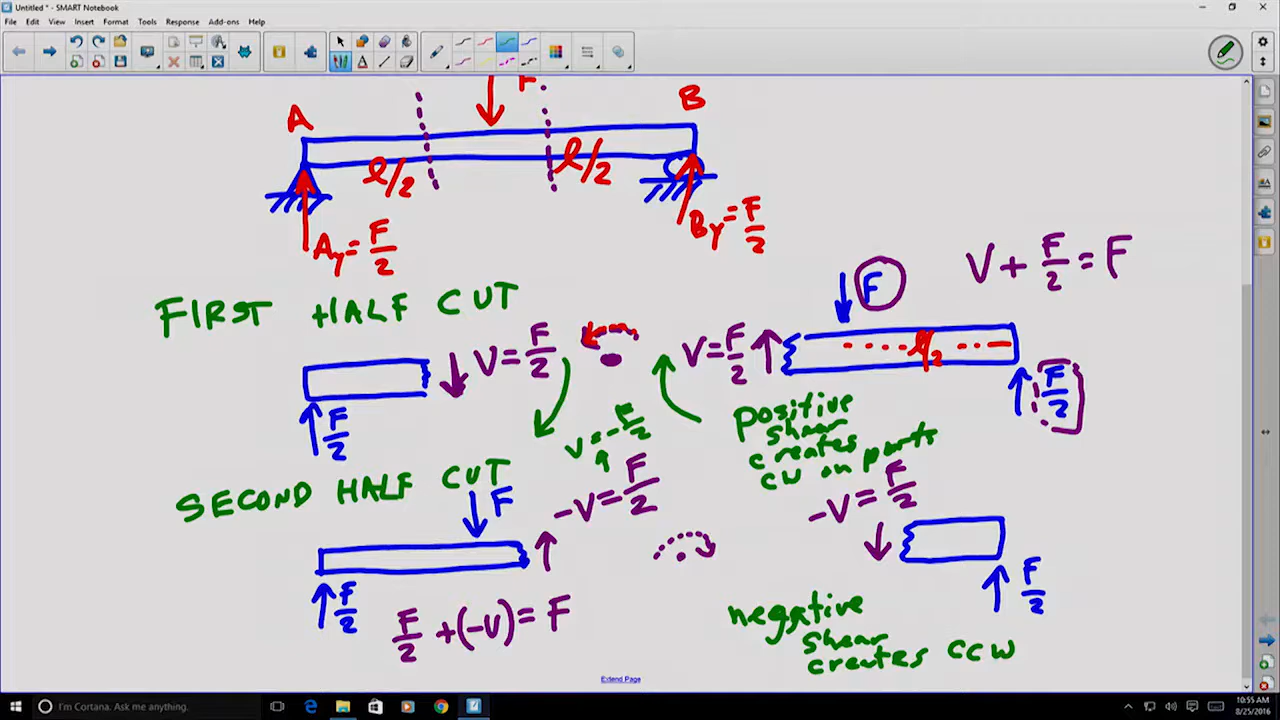 Untitled * - SMART Notebook
File Edit View Insert Format Tools Response Add-ons Help
F
A
B
l/2
l/2
Ay = F/2
By = F/2
FIRST HALF CUT
F
V + F/2 = F
V = F/2
V = F/2
l/2
F/2
F/2
V = -F/2
positive
shear
creates
CW on parts
SECOND HALF CUT
F
-V = F/2
-V = F/2
F/2
F/2
F/2 + (-V) = F
negative
shear
creates CCW
Extend Page
I'm Cortana. Ask me anything.
10:55 AM
8/25/2016